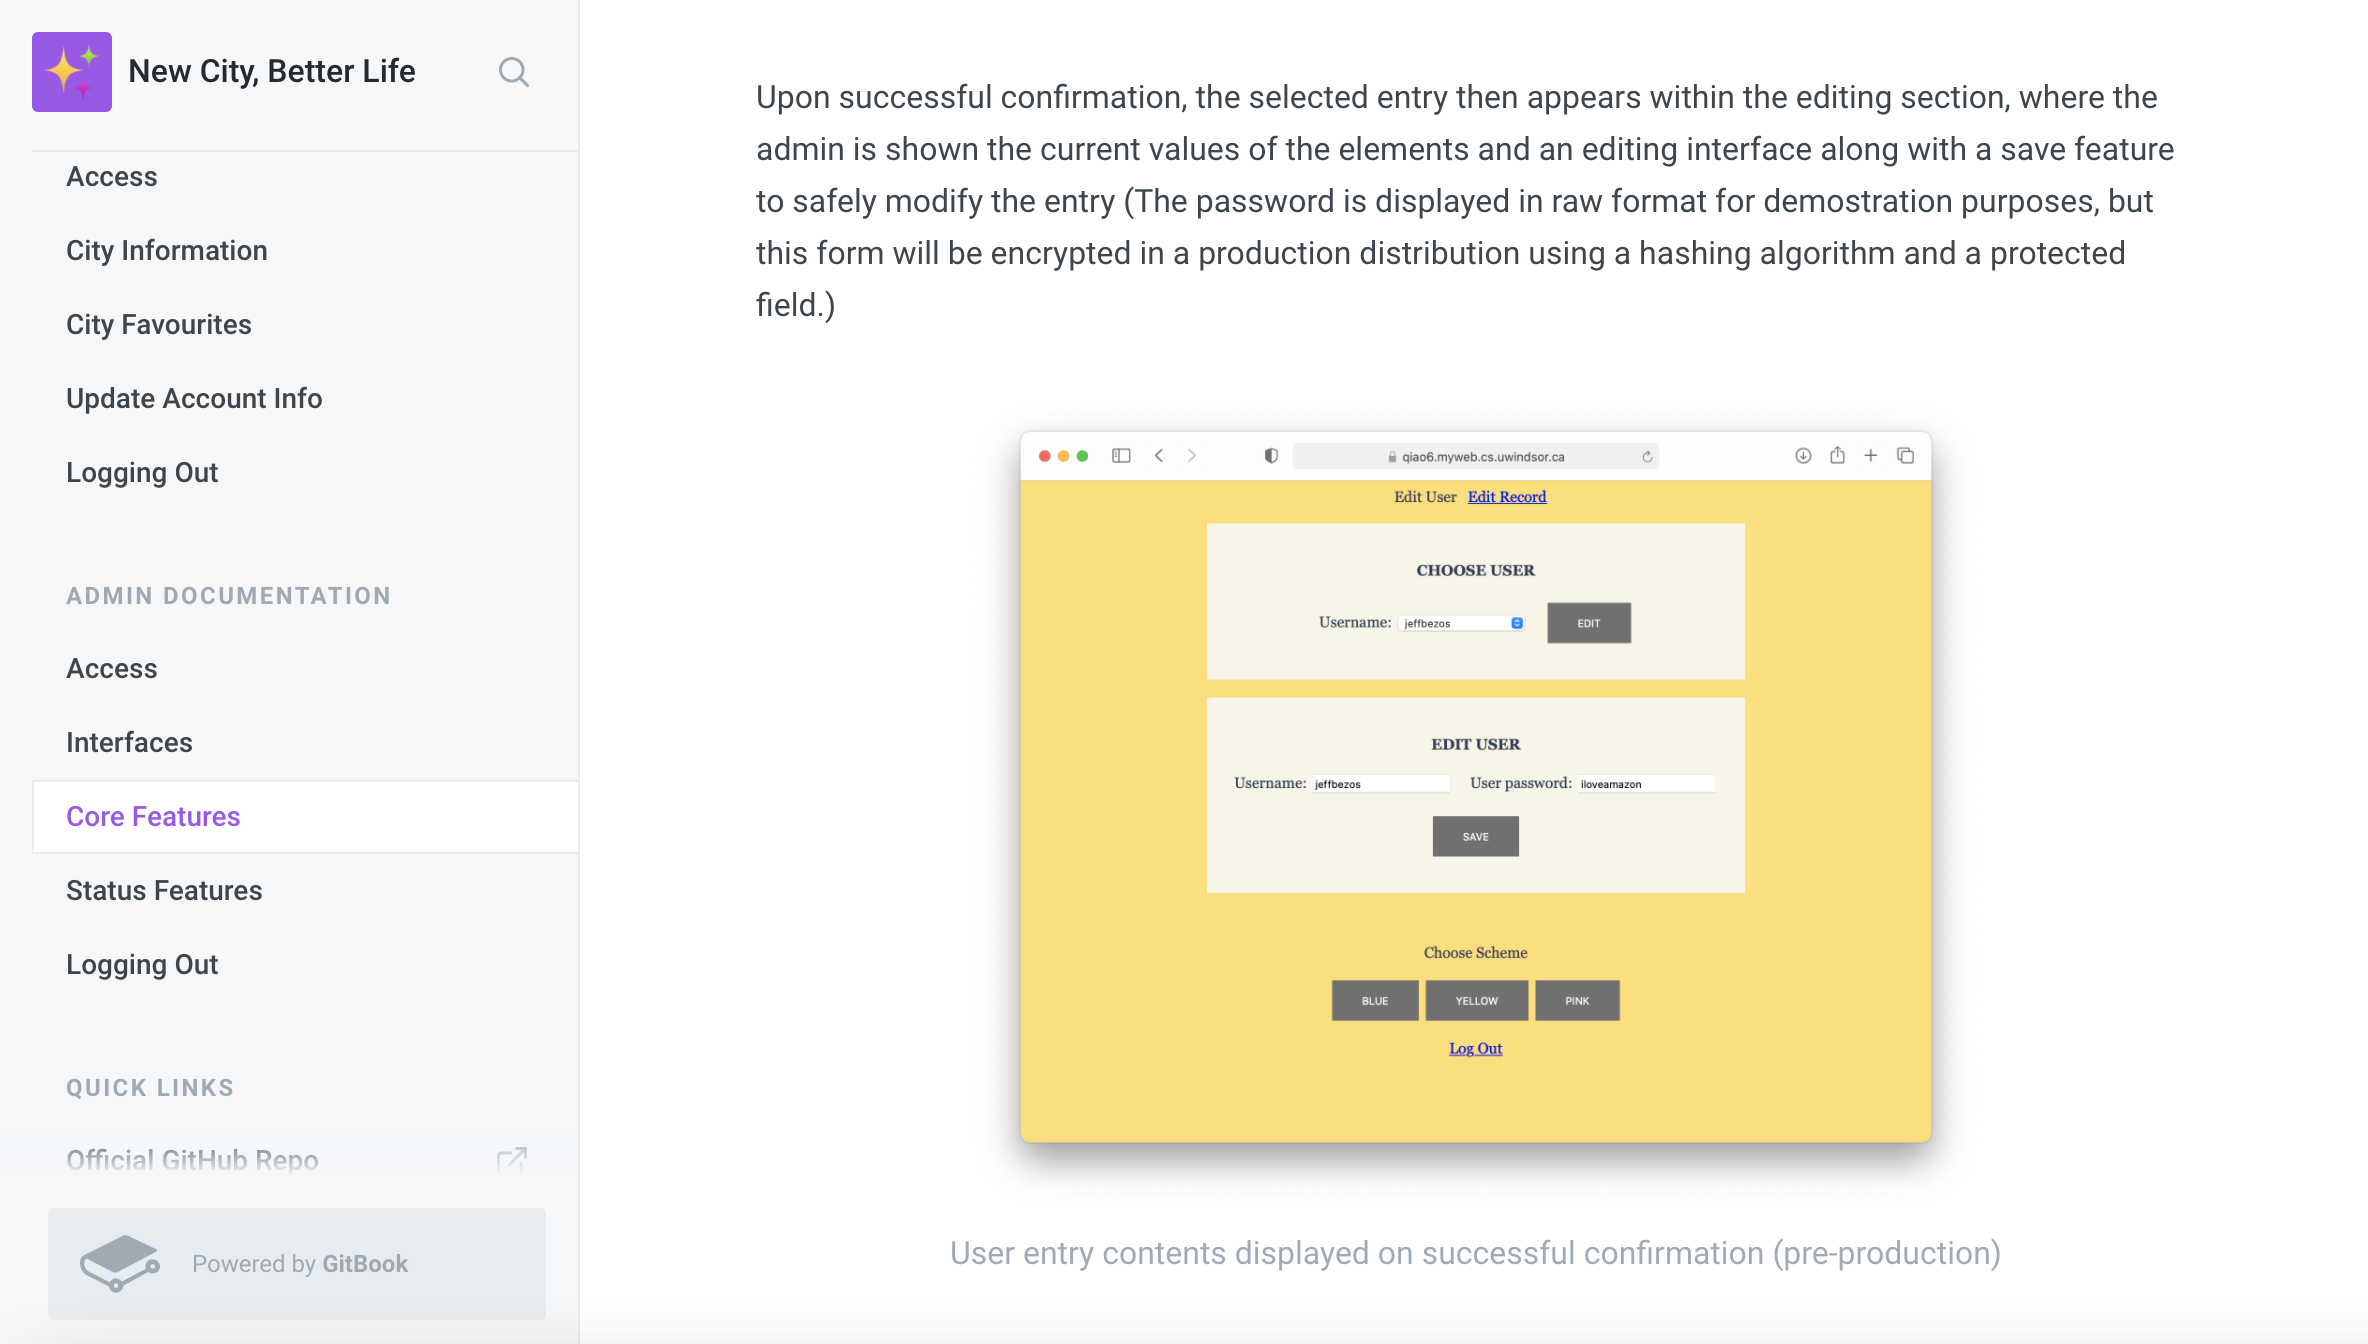 New City, Better Life
Access
City Information
City Favourites
Update Account Info
Logging Out
ADMIN DOCUMENTATION
Access
Interfaces
Core Features
Status Features
Logging Out
QUICK LINKS
Official GitHub Repo
Powered by GitBook
Upon successful confirmation, the selected entry then appears within the editing section, where the
admin is shown the current values of the elements and an editing interface along with a save feature
to safely modify the entry (The password is displayed in raw format for demostration purposes, but
this form will be encrypted in a production distribution using a hashing algorithm and a protected
field.)
qiao6.myweb.cs.uwindsor.ca
Edit User Edit Record
CHOOSE USER
Username: jeffbezos EDIT
EDIT USER
Username: jeffbezos User password: iloveamazon
SAVE
Choose Scheme
BLUE YELLOW PINK
Log Out
User entry contents displayed on successful confirmation (pre-production)